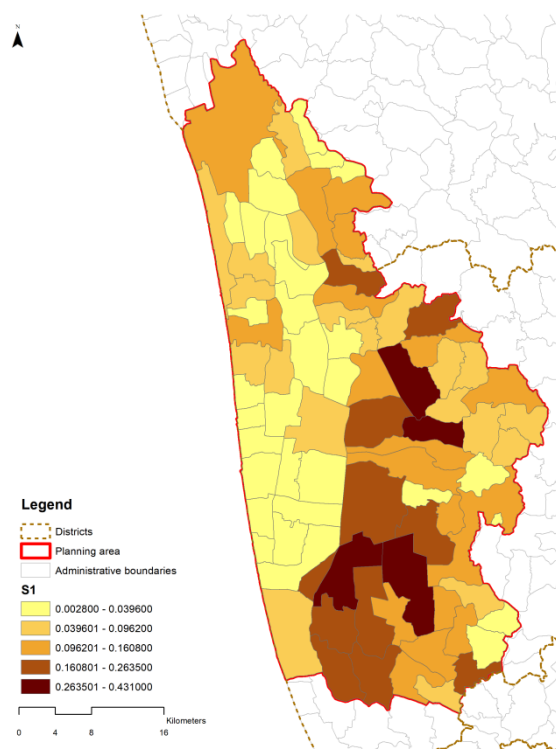 N
Legend
Districts
Planning area
Administrative boundaries
S1
0.002800 - 0.039600
0.039601 - 0.096200
0.096201 - 0.160800
0.160801 - 0.263500
0.263501 - 0.431000
0 4 8 16
Kilometers